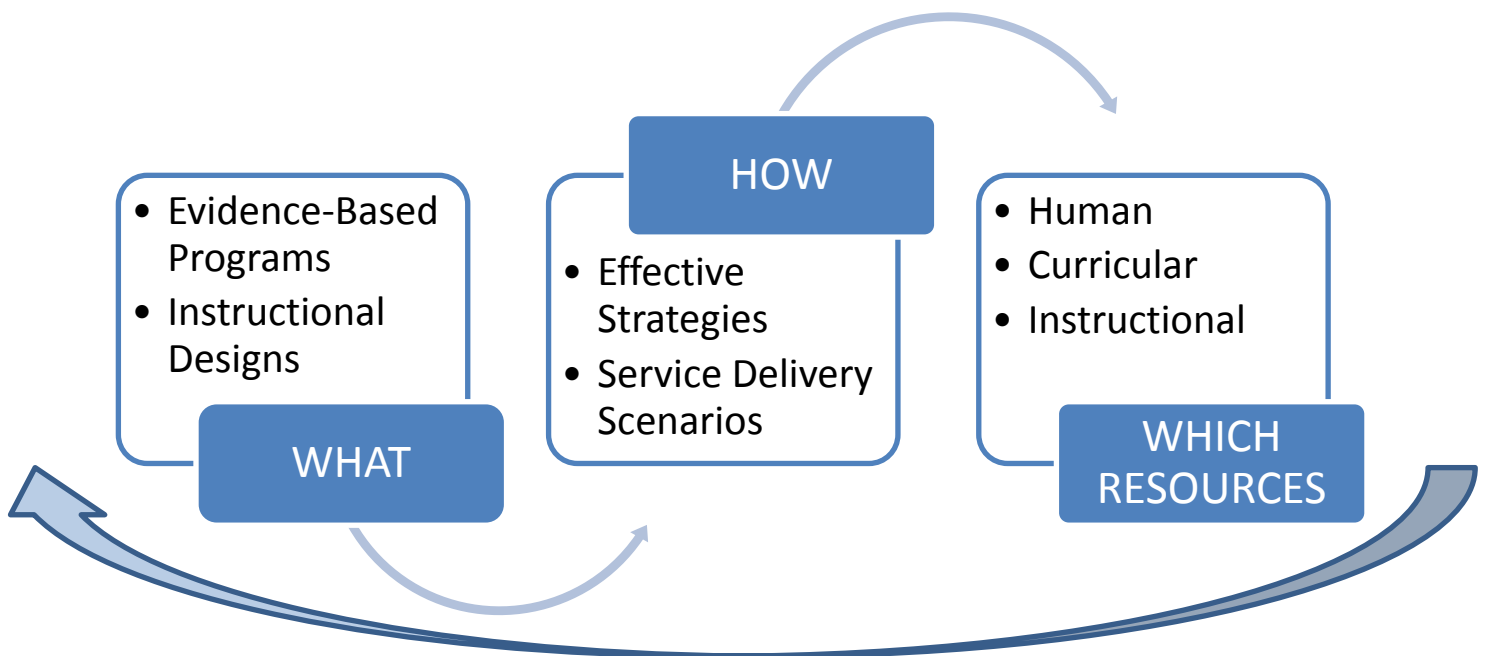 • Evidence-Based
Programs
• Instructional
Designs
WHAT
HOW
• Effective
Strategies
• Service Delivery
Scenarios
• Human
• Curricular
• Instructional
WHICH
RESOURCES